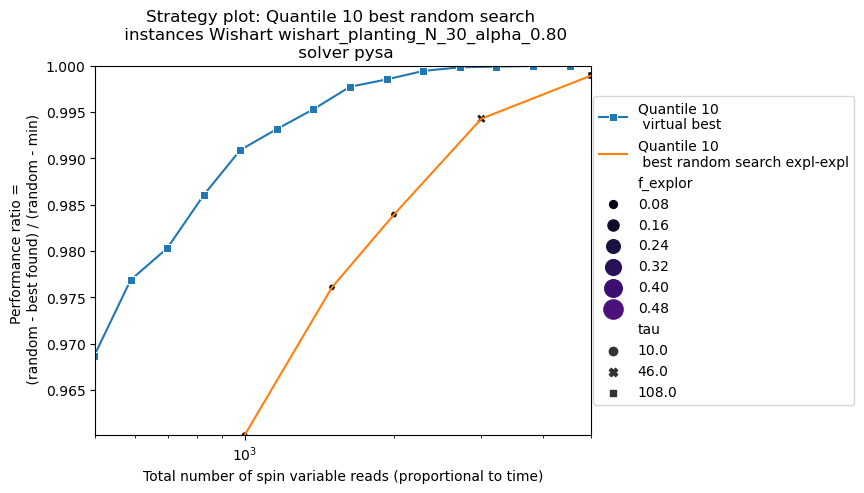 Strategy plot: Quantile 10 best random search
instances Wishart wishart_planting_N_30_alpha_0.80
solver pysa
Performance ratio =
(random - best found) / (random - min)
1.000
0.995
0.990
0.985
0.980
0.975
0.970
0.965
10^3
Total number of spin variable reads (proportional to time)
Quantile 10
virtual best
Quantile 10
best random search expl-expl
f_explor
0.08
0.16
0.24
0.32
0.40
0.48
tau
10.0
46.0
108.0